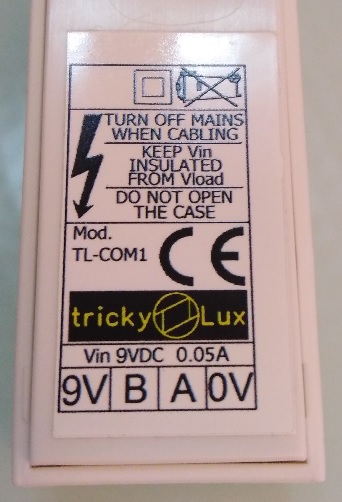 TURN OFF MAINS
WHEN CABLING
KEEP Vin
INSULATED
FROM Vload
DO NOT OPEN
THE CASE
Mod.
TL-COM1
CE
tricky Lux
Vin 9VDC 0.05A
9V B A 0V